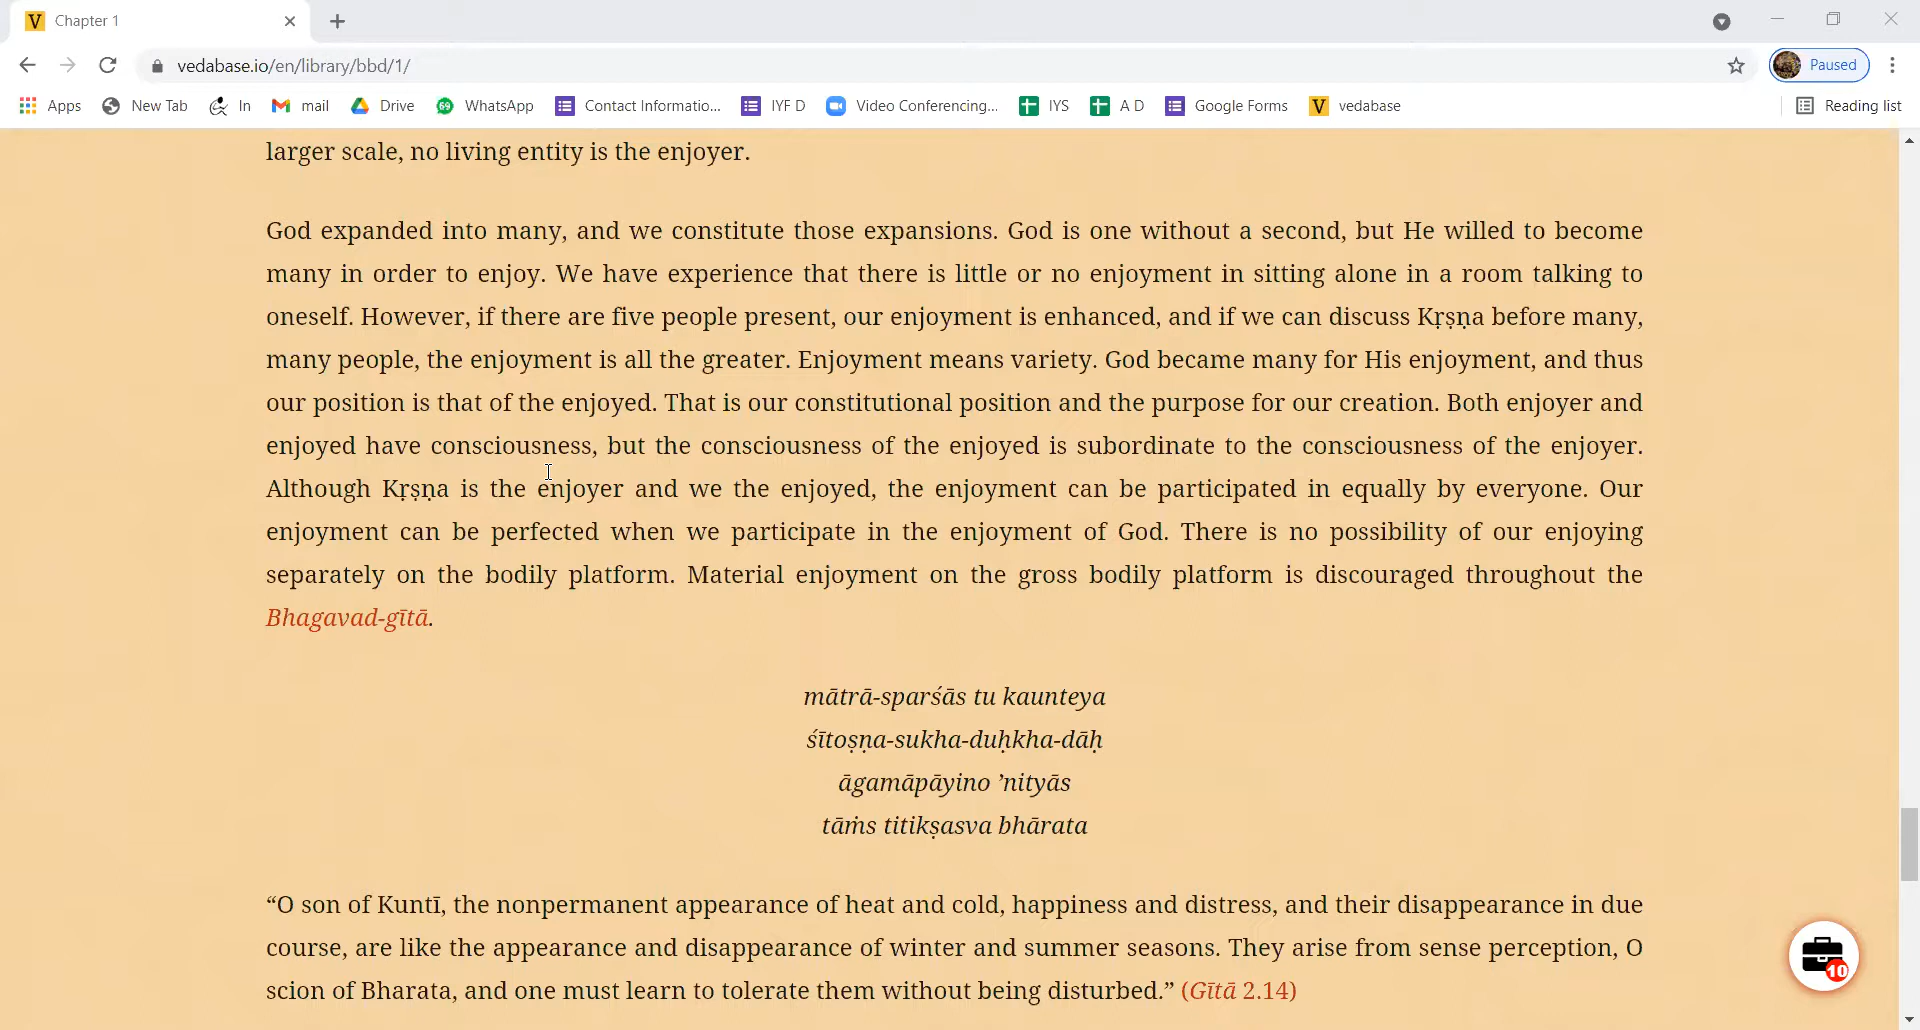 Chapter 1
vedabase.io/en/library/bbd/1/
Paused
Apps New Tab In mail Drive 69 WhatsApp Contact Informatio... IYF D Video Conferencing... IYS A D Google Forms vedabase Reading list
larger scale, no living entity is the enjoyer.
God expanded into many, and we constitute those expansions. God is one without a second, but He willed to become
many in order to enjoy. We have experience that there is little or no enjoyment in sitting alone in a room talking to
oneself. However, if there are five people present, our enjoyment is enhanced, and if we can discuss Kṛṣṇa before many,
many people, the enjoyment is all the greater. Enjoyment means variety. God became many for His enjoyment, and thus
our position is that of the enjoyed. That is our constitutional position and the purpose for our creation. Both enjoyer and
enjoyed have consciousness, but the consciousness of the enjoyed is subordinate to the consciousness of the enjoyer.
Although Kṛṣṇa is the enjoyer and we the enjoyed, the enjoyment can be participated in equally by everyone. Our
enjoyment can be perfected when we participate in the enjoyment of God. There is no possibility of our enjoying
separately on the bodily platform. Material enjoyment on the gross bodily platform is discouraged throughout the
Bhagavad-gītā.
mātrā-sparśās tu kaunteya
śītoṣṇa-sukha-duḥkha-dāḥ
āgamāpāyino ’nityās
tāṁs titikṣasva bhārata
“O son of Kuntī, the nonpermanent appearance of heat and cold, happiness and distress, and their disappearance in due
course, are like the appearance and disappearance of winter and summer seasons. They arise from sense perception, O
scion of Bharata, and one must learn to tolerate them without being disturbed.” (Gītā 2.14)
10